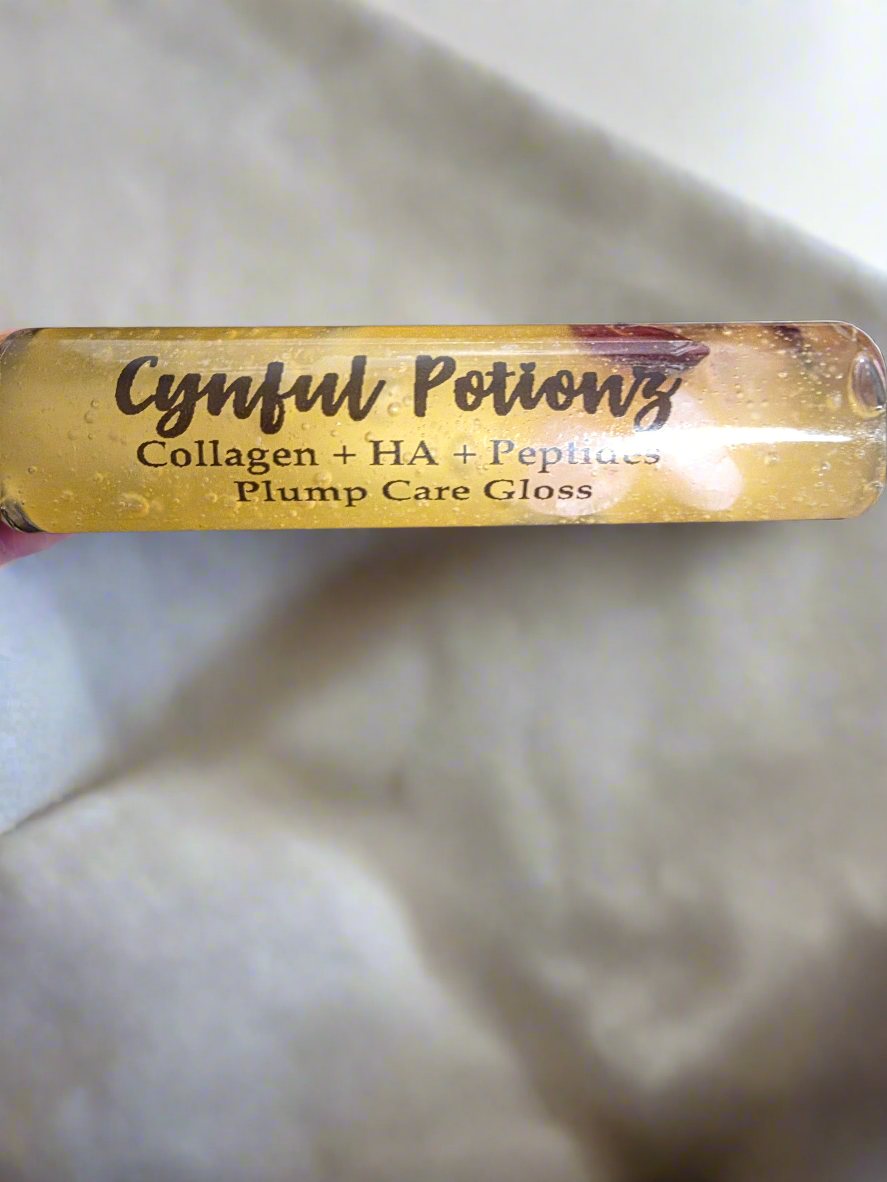 Cynful Potionz
Collagen + HA + Peptides
Plump Care Gloss